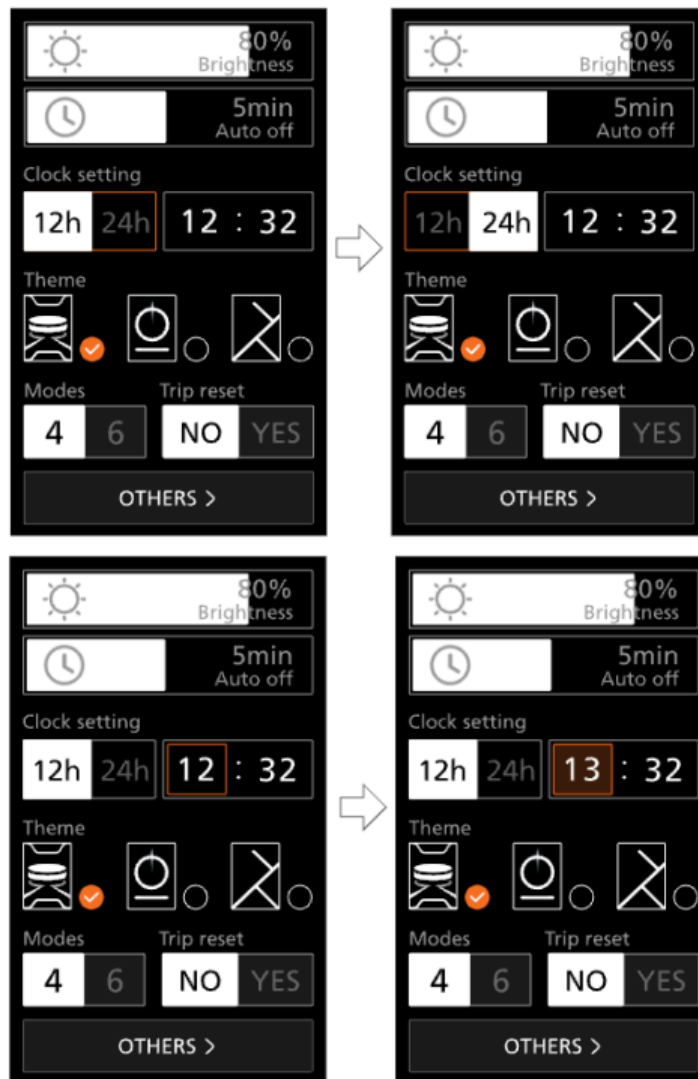 80%
Brightness
5min
Auto off
Clock setting
12h 24h 12 : 32
Theme
Modes Trip reset
4 6 NO YES
OTHERS >
80%
Brightness
5min
Auto off
Clock setting
12h 24h 12 : 32
Theme
Modes Trip reset
4 6 NO YES
OTHERS >
80%
Brightness
5min
Auto off
Clock setting
12h 24h 12 : 32
Theme
Modes Trip reset
4 6 NO YES
OTHERS >
80%
Brightness
5min
Auto off
Clock setting
12h 24h 13 : 32
Theme
Modes Trip reset
4 6 NO YES
OTHERS >